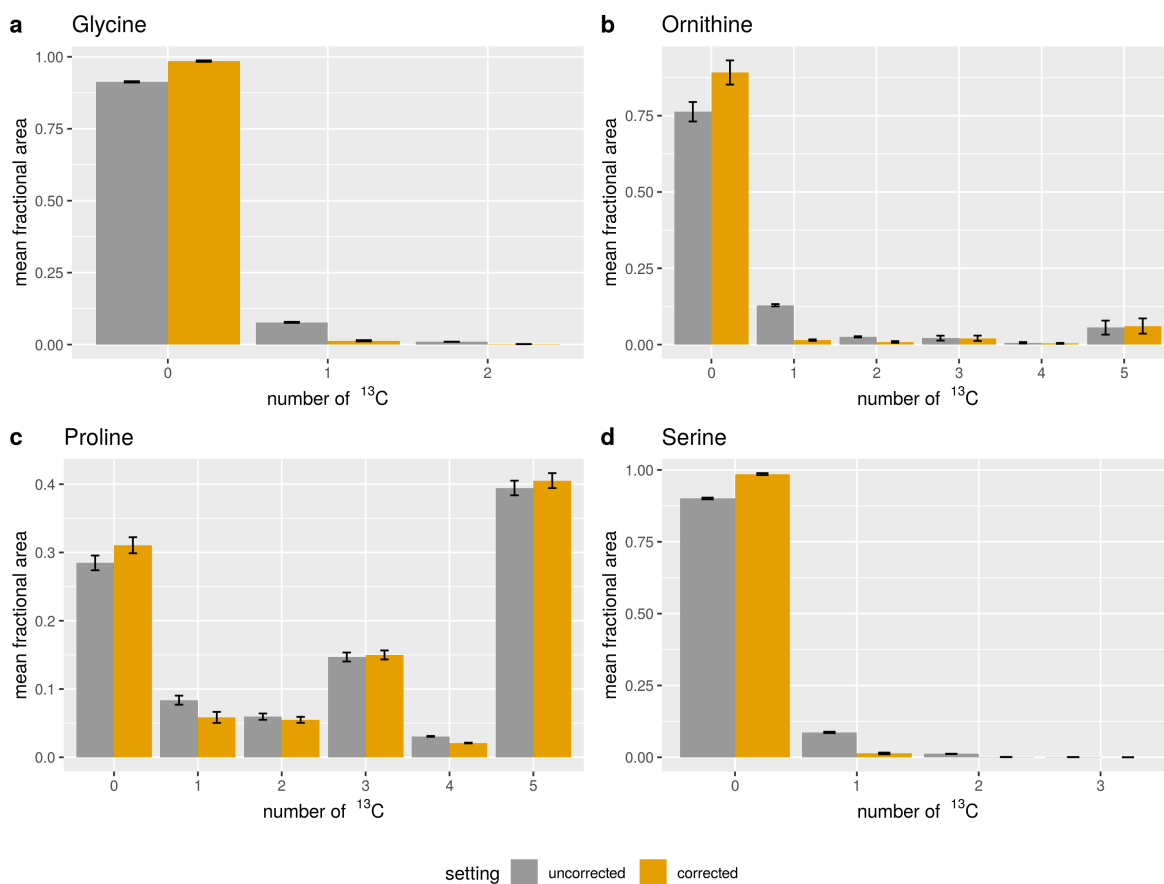 a Glycine
mean fractional area
1.00
0.75
0.50
0.25
0.00
0 1 2
number of ¹³C
b Ornithine
mean fractional area
0.75
0.50
0.25
0.00
0 1 2 3 4 5
number of ¹³C
c Proline
mean fractional area
0.4
0.3
0.2
0.1
0.0
0 1 2 3 4 5
number of ¹³C
d Serine
mean fractional area
1.00
0.75
0.50
0.25
0.00
0 1 2 3
number of ¹³C
setting uncorrected corrected